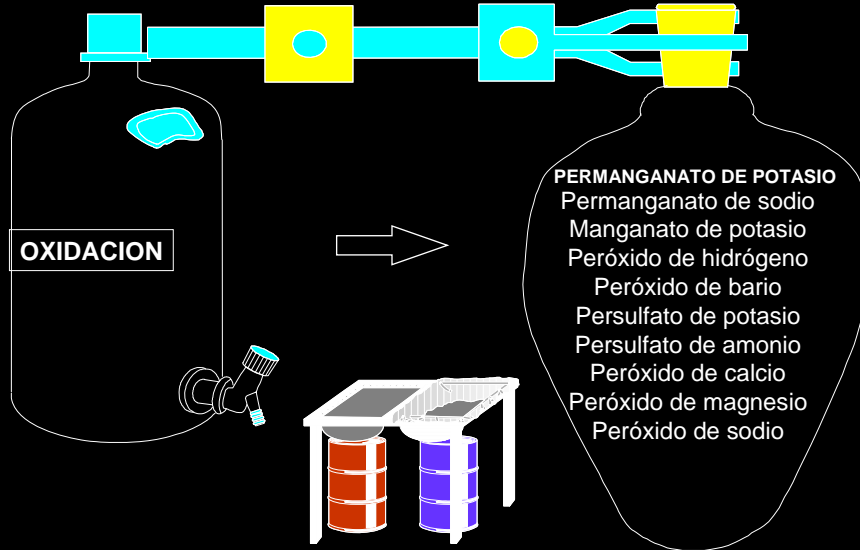 OXIDACION
PERMANGANATO DE POTASIO
Permanganato de sodio
Manganato de potasio
Peróxido de hidrógeno
Peróxido de bario
Persulfato de potasio
Persulfato de amonio
Peróxido de calcio
Peróxido de magnesio
Peróxido de sodio